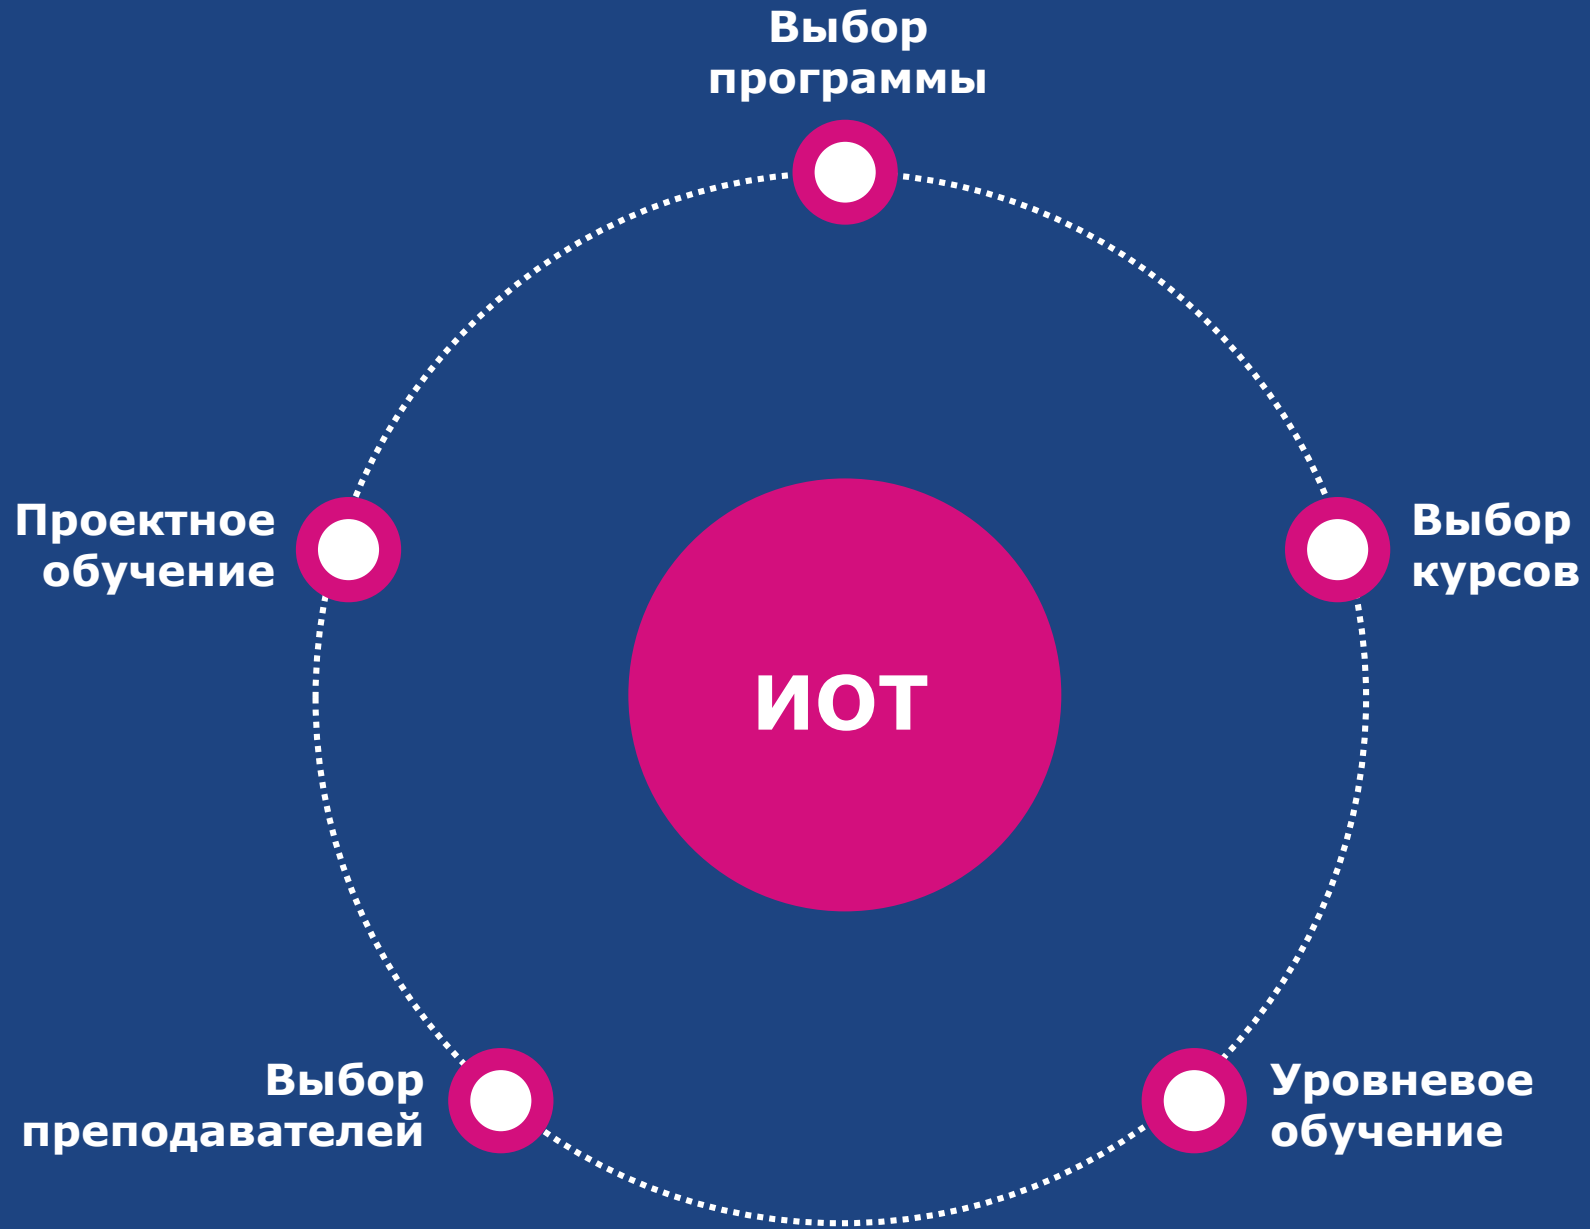 Выбор
программы
Проектное
обучение
Выбор
курсов
ИОТ
Выбор
преподавателей
Уровневое
обучение